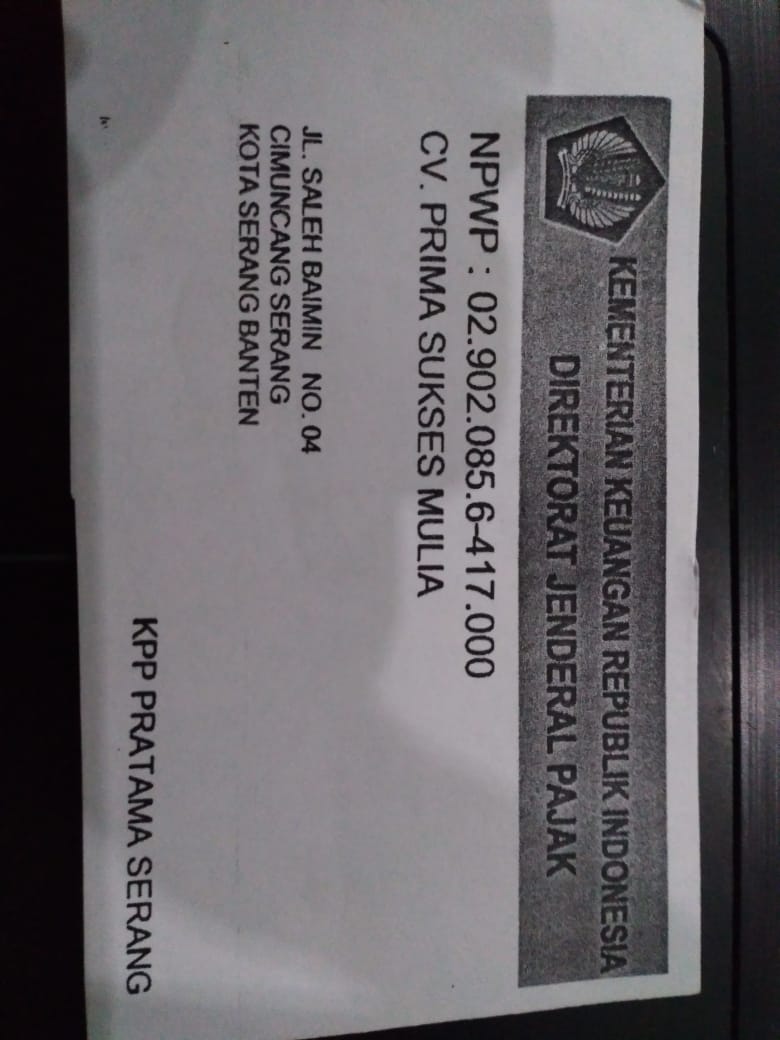 KEMENTERIAN KEUANGAN REPUBLIK INDONESIA
DIREKTORAT JENDERAL PAJAK
NPWP : 02.902.085.6-417.000
CV. PRIMA SUKSES MULIA
JL. SALEH BAIMIN NO. 04
CIMUNCANG SERANG
KOTA SERANG BANTEN
KPP PRATAMA SERANG